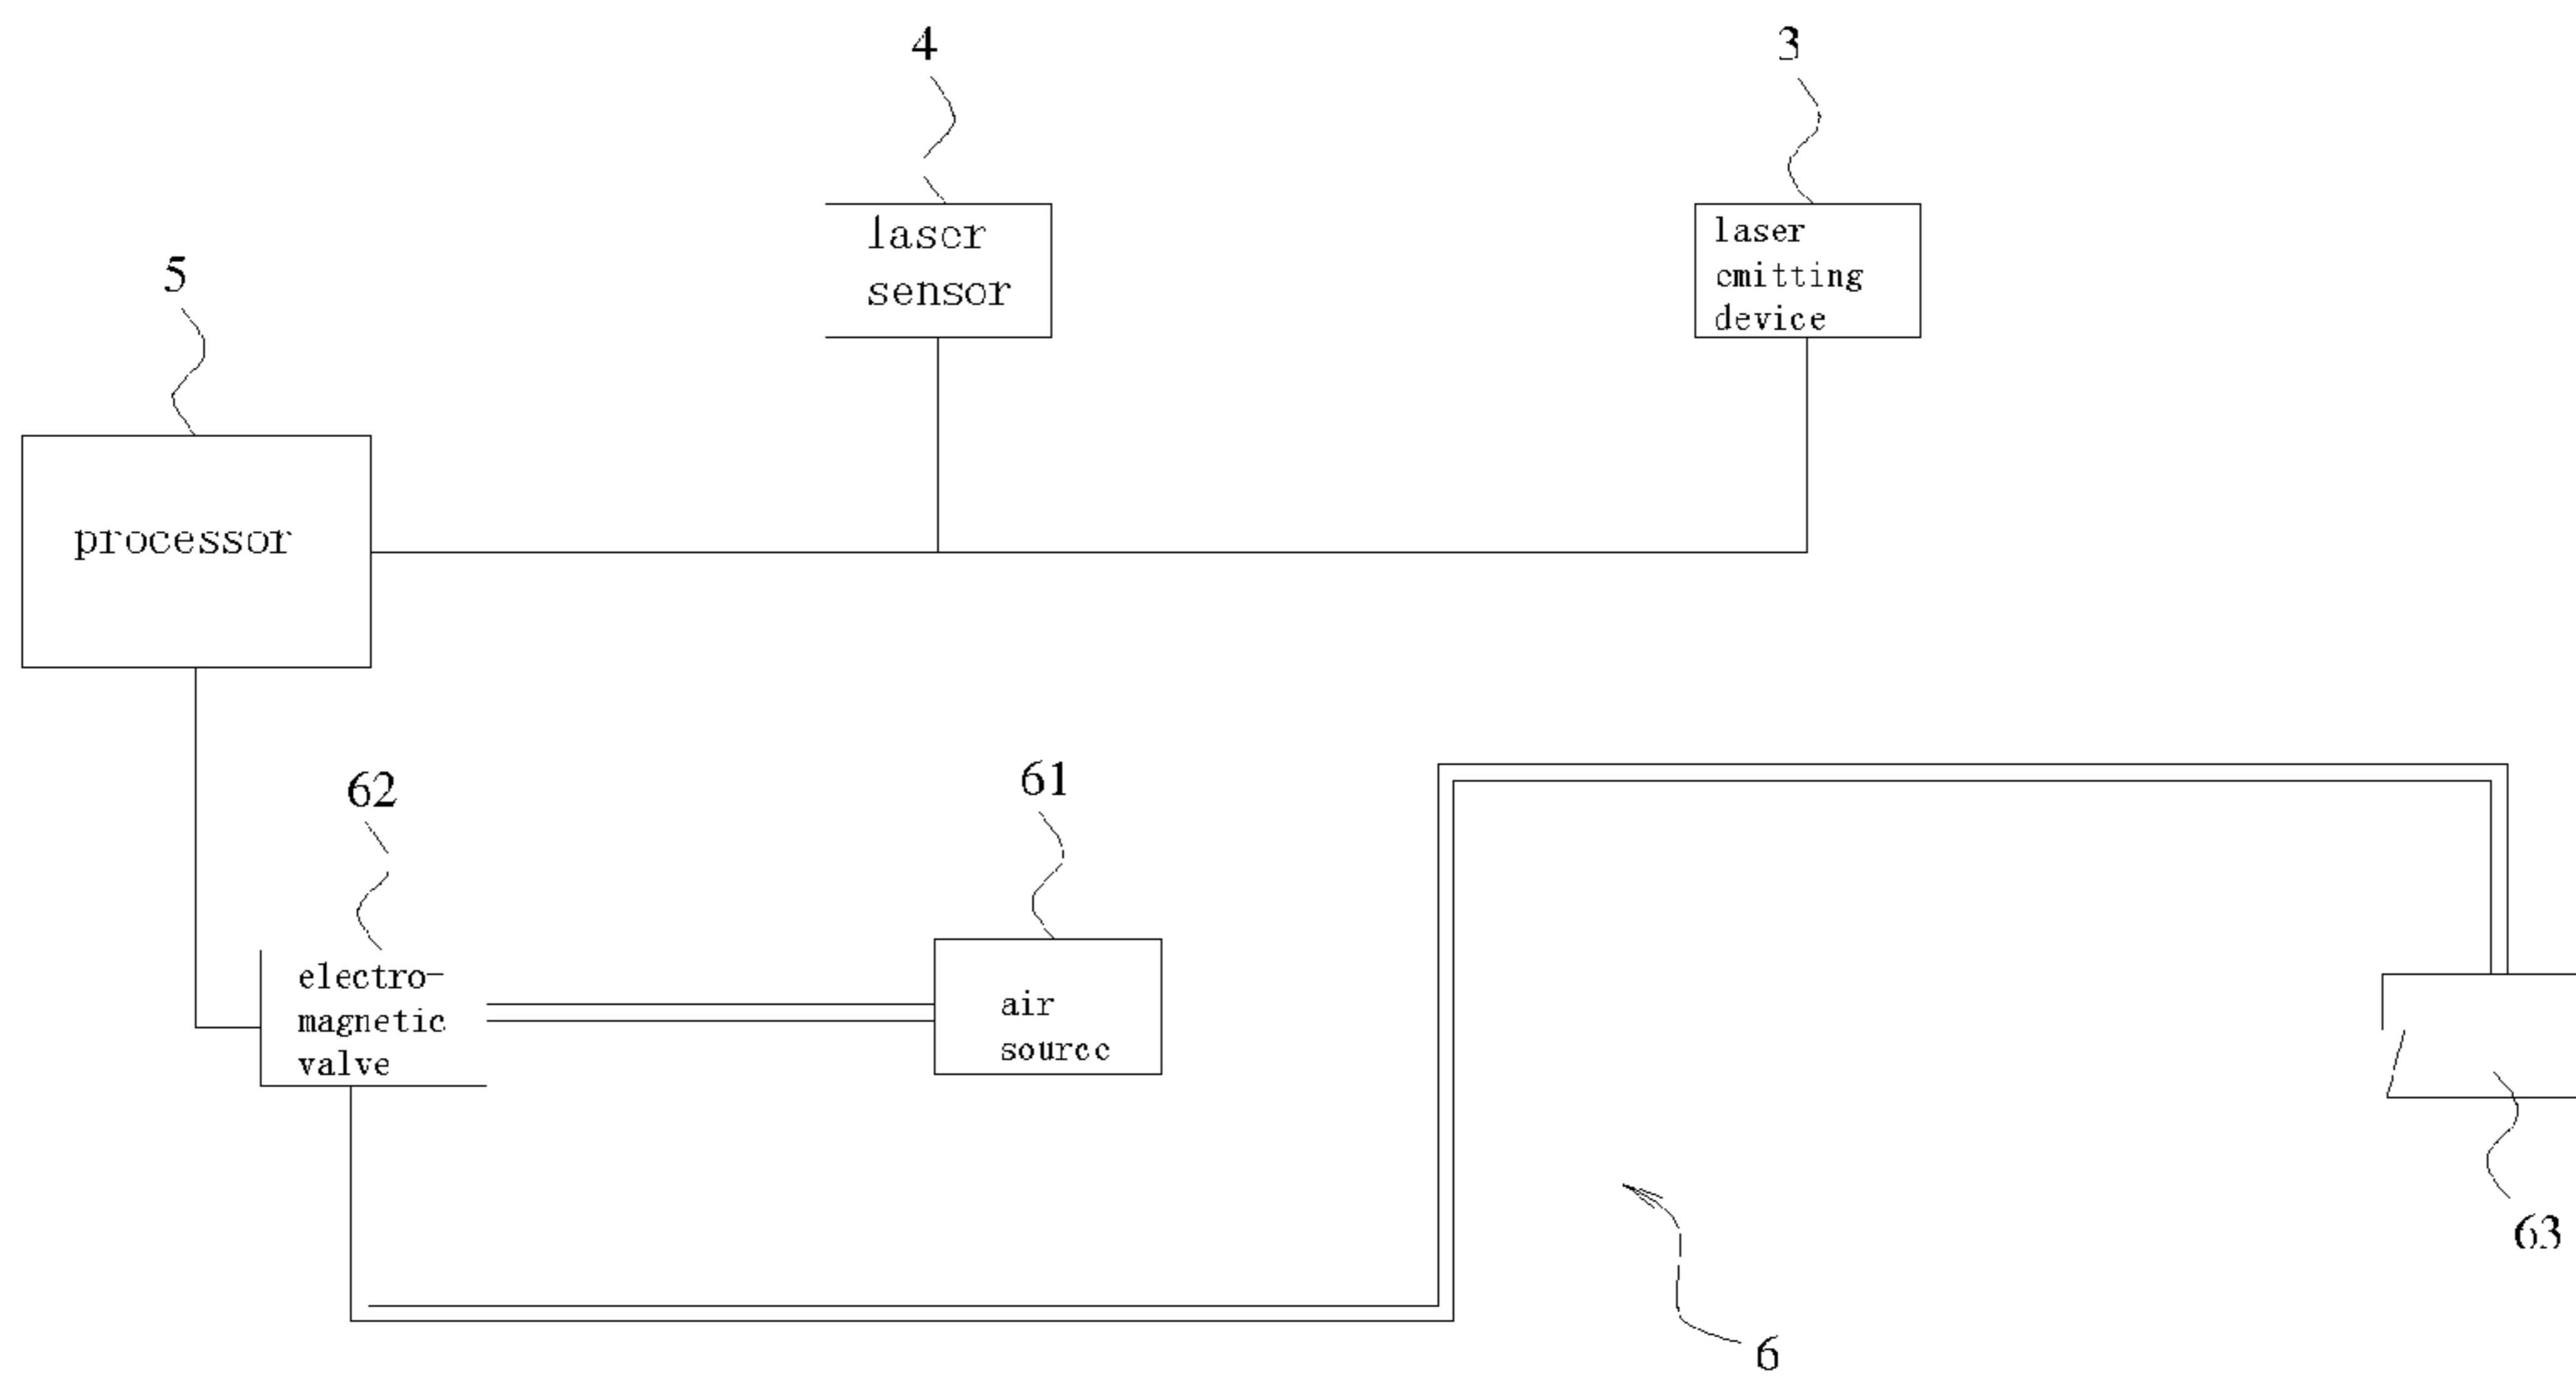 4
3
laser
sensor
laser
emitting
device
5
processor
62
61
electro-
magnetic
valve
air
source
63
6